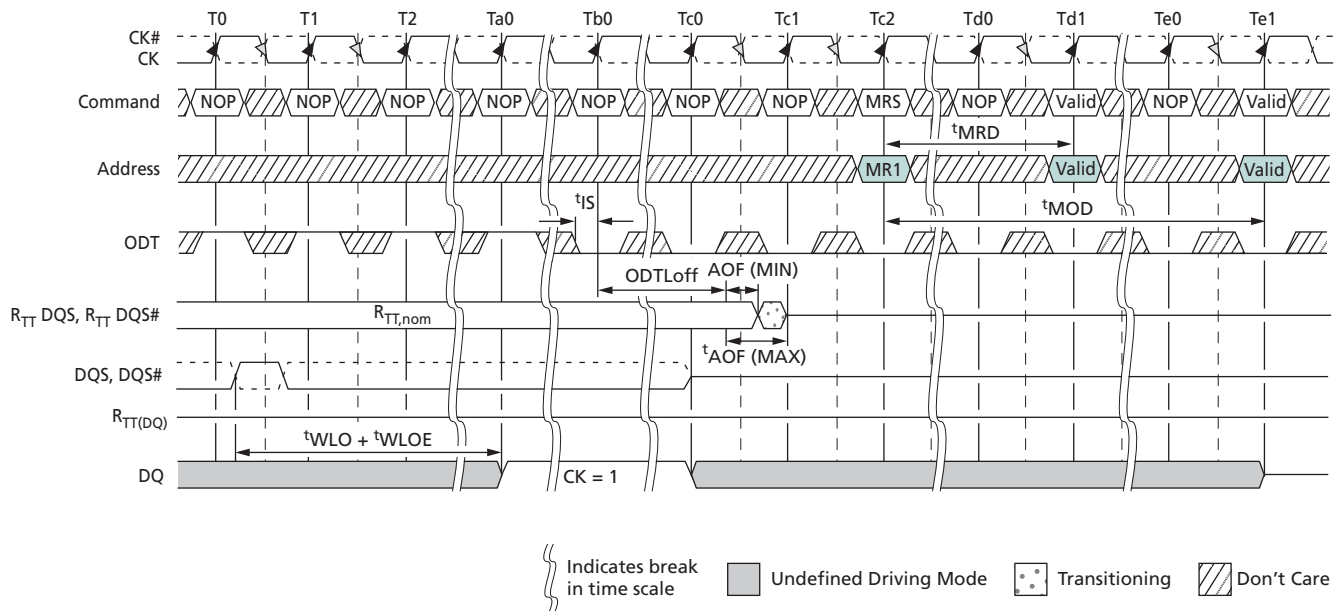 T0 T1 T2 Ta0 Tb0 Tc0 Tc1 Tc2 Td0 Td1 Te0 Te1
CK#
CK
Command NOP NOP NOP NOP NOP NOP NOP MRS NOP Valid NOP Valid
tMRD
Address MR1 Valid Valid
tIS tMOD
ODT
ODTLoff AOF (MIN)
RTT DQS, RTT DQS# RTT,nom
tAOF (MAX)
DQS, DQS#
RTT(DQ)
tWLO + tWLOE
DQ CK = 1
Indicates break
in time scale
Undefined Driving Mode Transitioning Don't Care